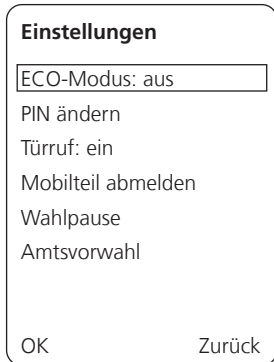 Einstellungen
ECO-Modus: aus
PIN ändern
Türruf: ein
Mobilteil abmelden
Wahlpause
Amtsvorwahl
OK Zurück